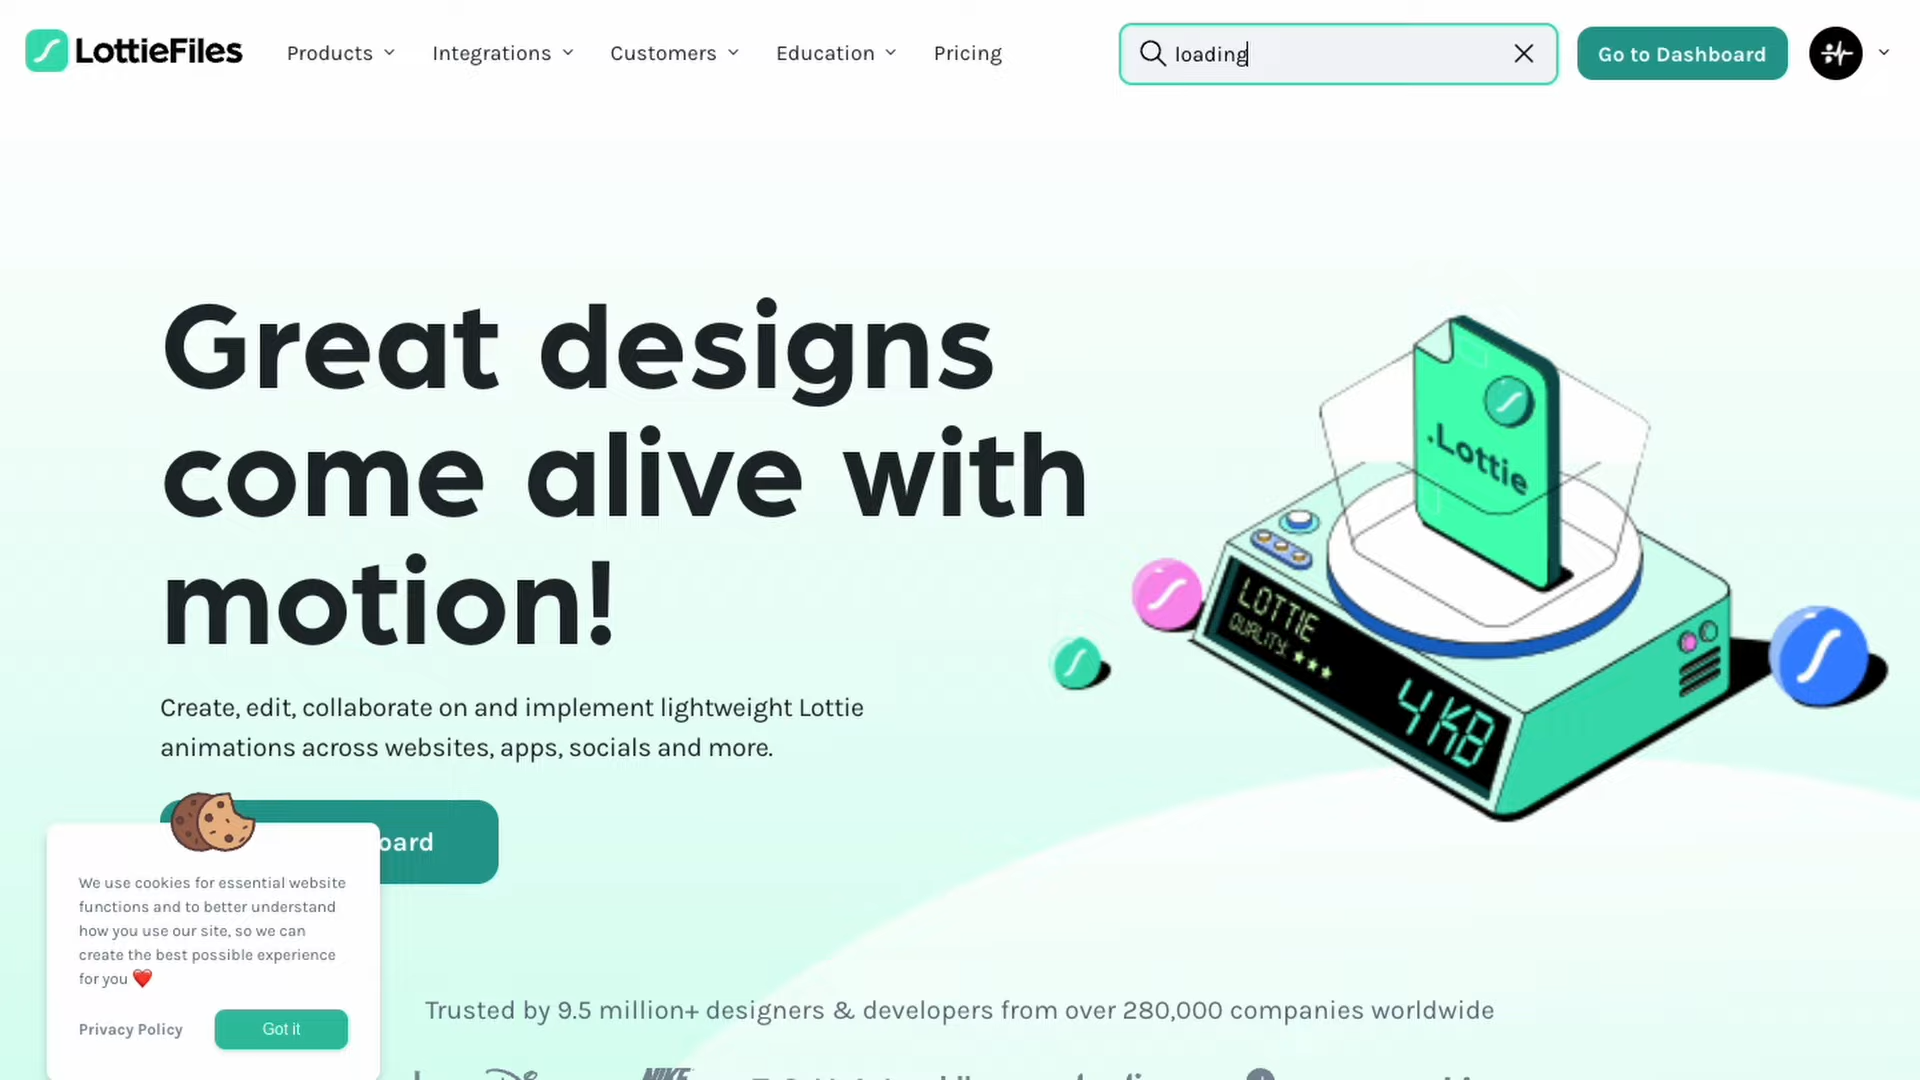 LottieFiles Products Integrations Customers Education Pricing loading Go to Dashboard
Great designs
come alive with
motion!
.Lottie
LOTTIE
QUALITY: ★★★
4KB
Create, edit, collaborate on and implement lightweight Lottie
animations across websites, apps, socials and more.
oard
We use cookies for essential website
functions and to better understand
how you use our site, so we can
create the best possible experience
for you ❤️
Privacy Policy Got it
Trusted by 9.5 million+ designers & developers from over 280,000 companies worldwide
NIKE